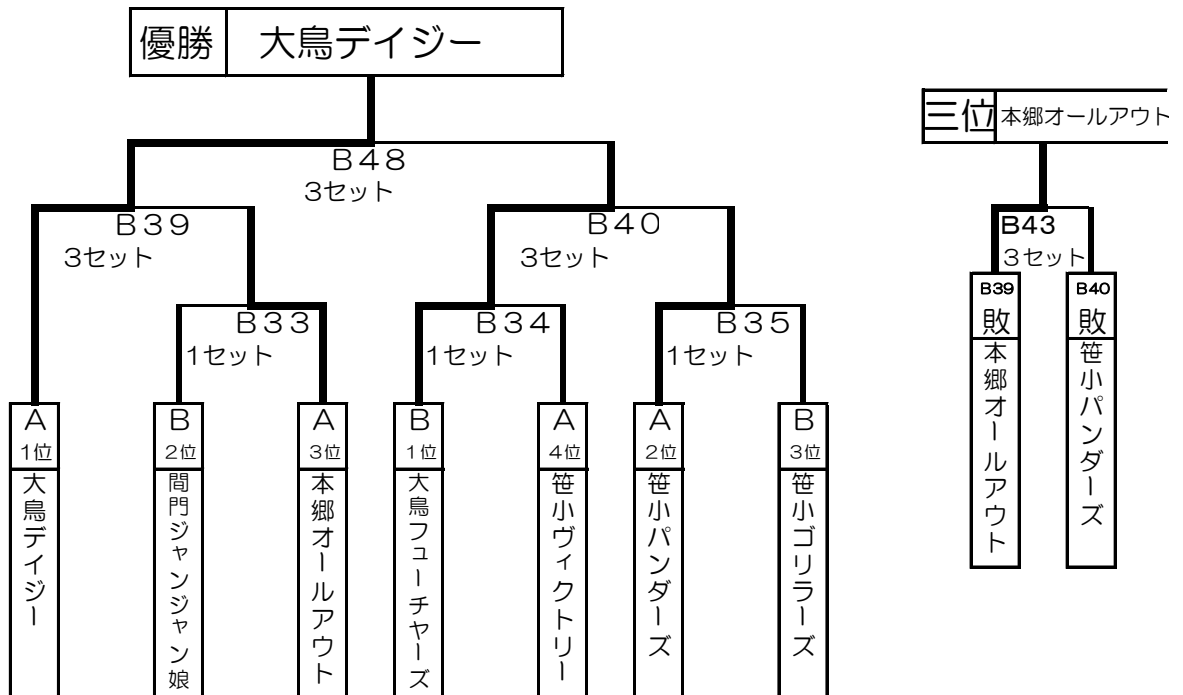 優勝 大鳥デイジー
三位 本郷オールアウト
B48
3セット
B39
3セット
B40
3セット
B43
3セット
B33
1セット
B34
1セット
B35
1セット
B39
敗
本郷オールアウト
B40
敗
笹小パンダーズ
A
1位
大鳥デイジー
B
2位
間門ジャンジャン娘
A
3位
本郷オールアウト
B
1位
大鳥フューチャーズ
A
4位
笹小ヴィクトリー
A
2位
笹小パンダーズ
B
3位
笹小ゴリラーズ